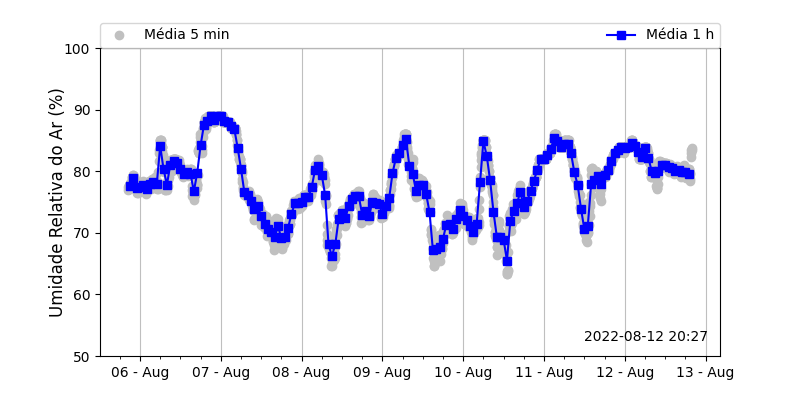 Média 5 min
Média 1 h
Umidade Relativa do Ar (%)
100
90
80
70
60
50
2022-08-12 20:27
06 - Aug
07 - Aug
08 - Aug
09 - Aug
10 - Aug
11 - Aug
12 - Aug
13 - Aug